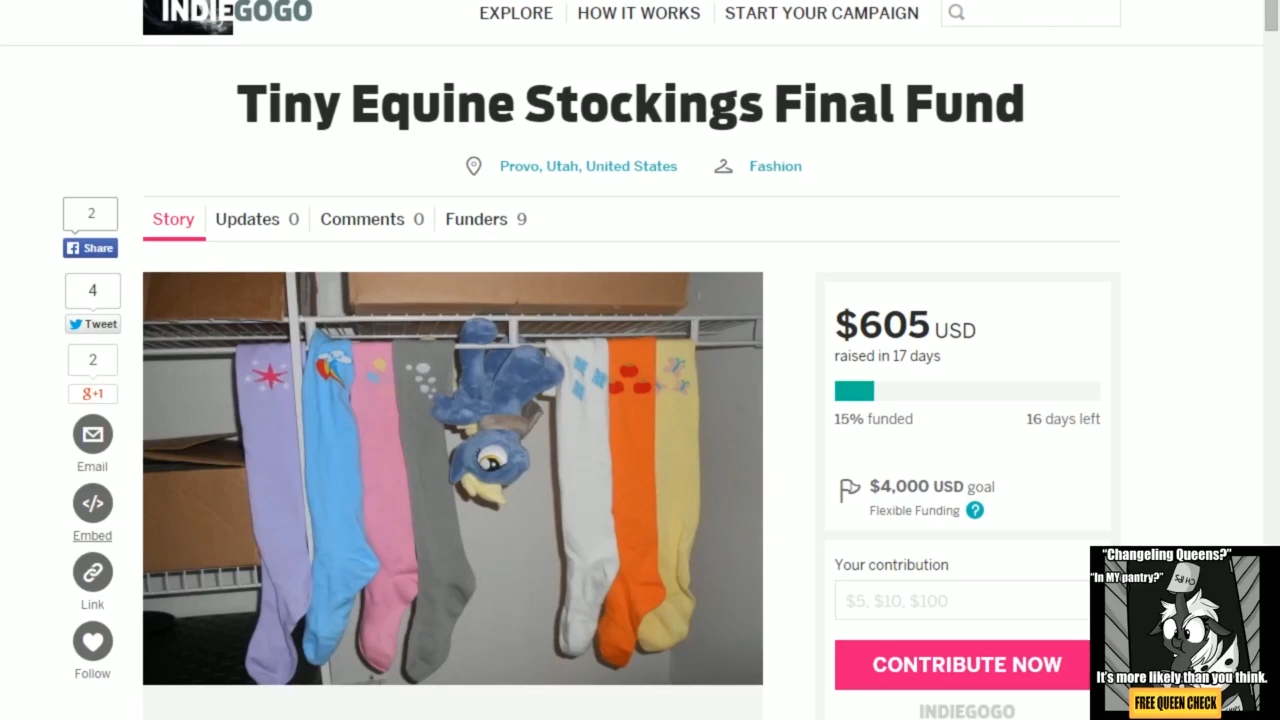 INDIEGOGO
EXPLORE HOW IT WORKS START YOUR CAMPAIGN
Tiny Equine Stockings Final Fund
Provo, Utah, United States Fashion
Story Updates 0 Comments 0 Funders 9
2
Share
4
Tweet
2
g+1
Email
Embed
Link
Follow
$605 USD
raised in 17 days
15% funded 16 days left
$4,000 USD goal
Flexible Funding ?
Your contribution
$5, $10, $100
CONTRIBUTE NOW
INDIEGOGO
"Changeling Queens?"
"In MY pantry?"
It's more likely than you think.
FREE QUEEN CHECK